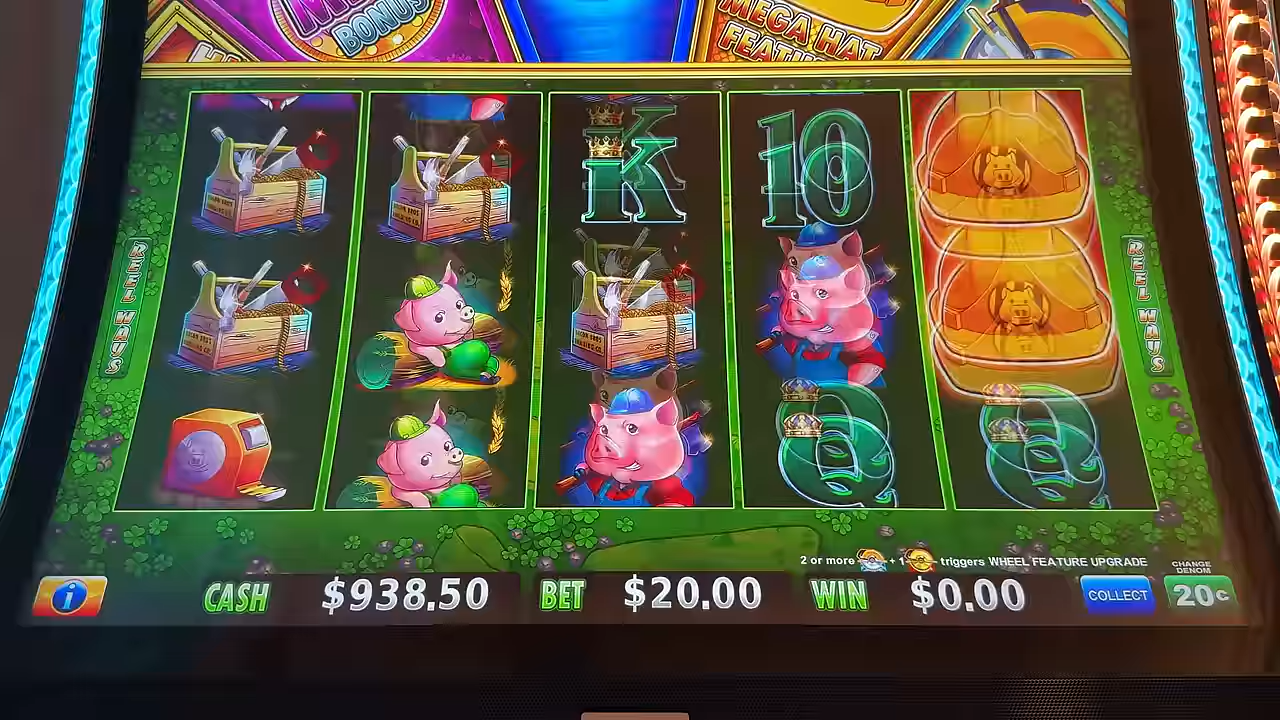 BONUS
MEGA HAT
FEATURE
K
K
10
10
REEL WAYS
REEL WAYS
Q
Q
Q
Q
2 or more + 1 triggers WHEEL FEATURE UPGRADE
CHANGE
DENOM
i
CASH $938.50 BET $20.00 WIN $0.00 COLLECT 20¢